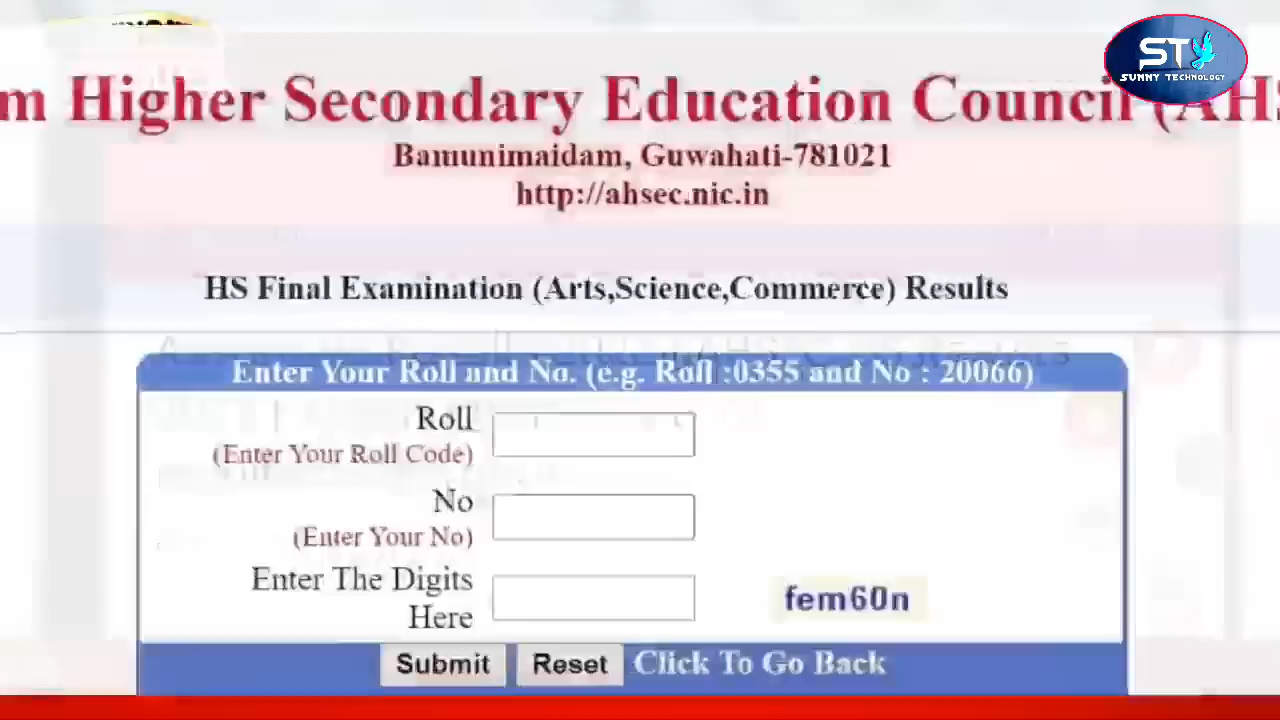 m Higher Secondary Education Council (AHS
Bamunimaidam, Guwahati-781021
http://ahsec.nic.in
HS Final Examination (Arts,Science,Commerce) Results
Enter Your Roll and No. (e.g. Roll :0355 and No : 20066)
Roll
(Enter Your Roll Code)
No
(Enter Your No)
Enter The Digits
Here
fem60n
Submit Reset Click To Go Back
ST
SUNNY TECHNOLOGY